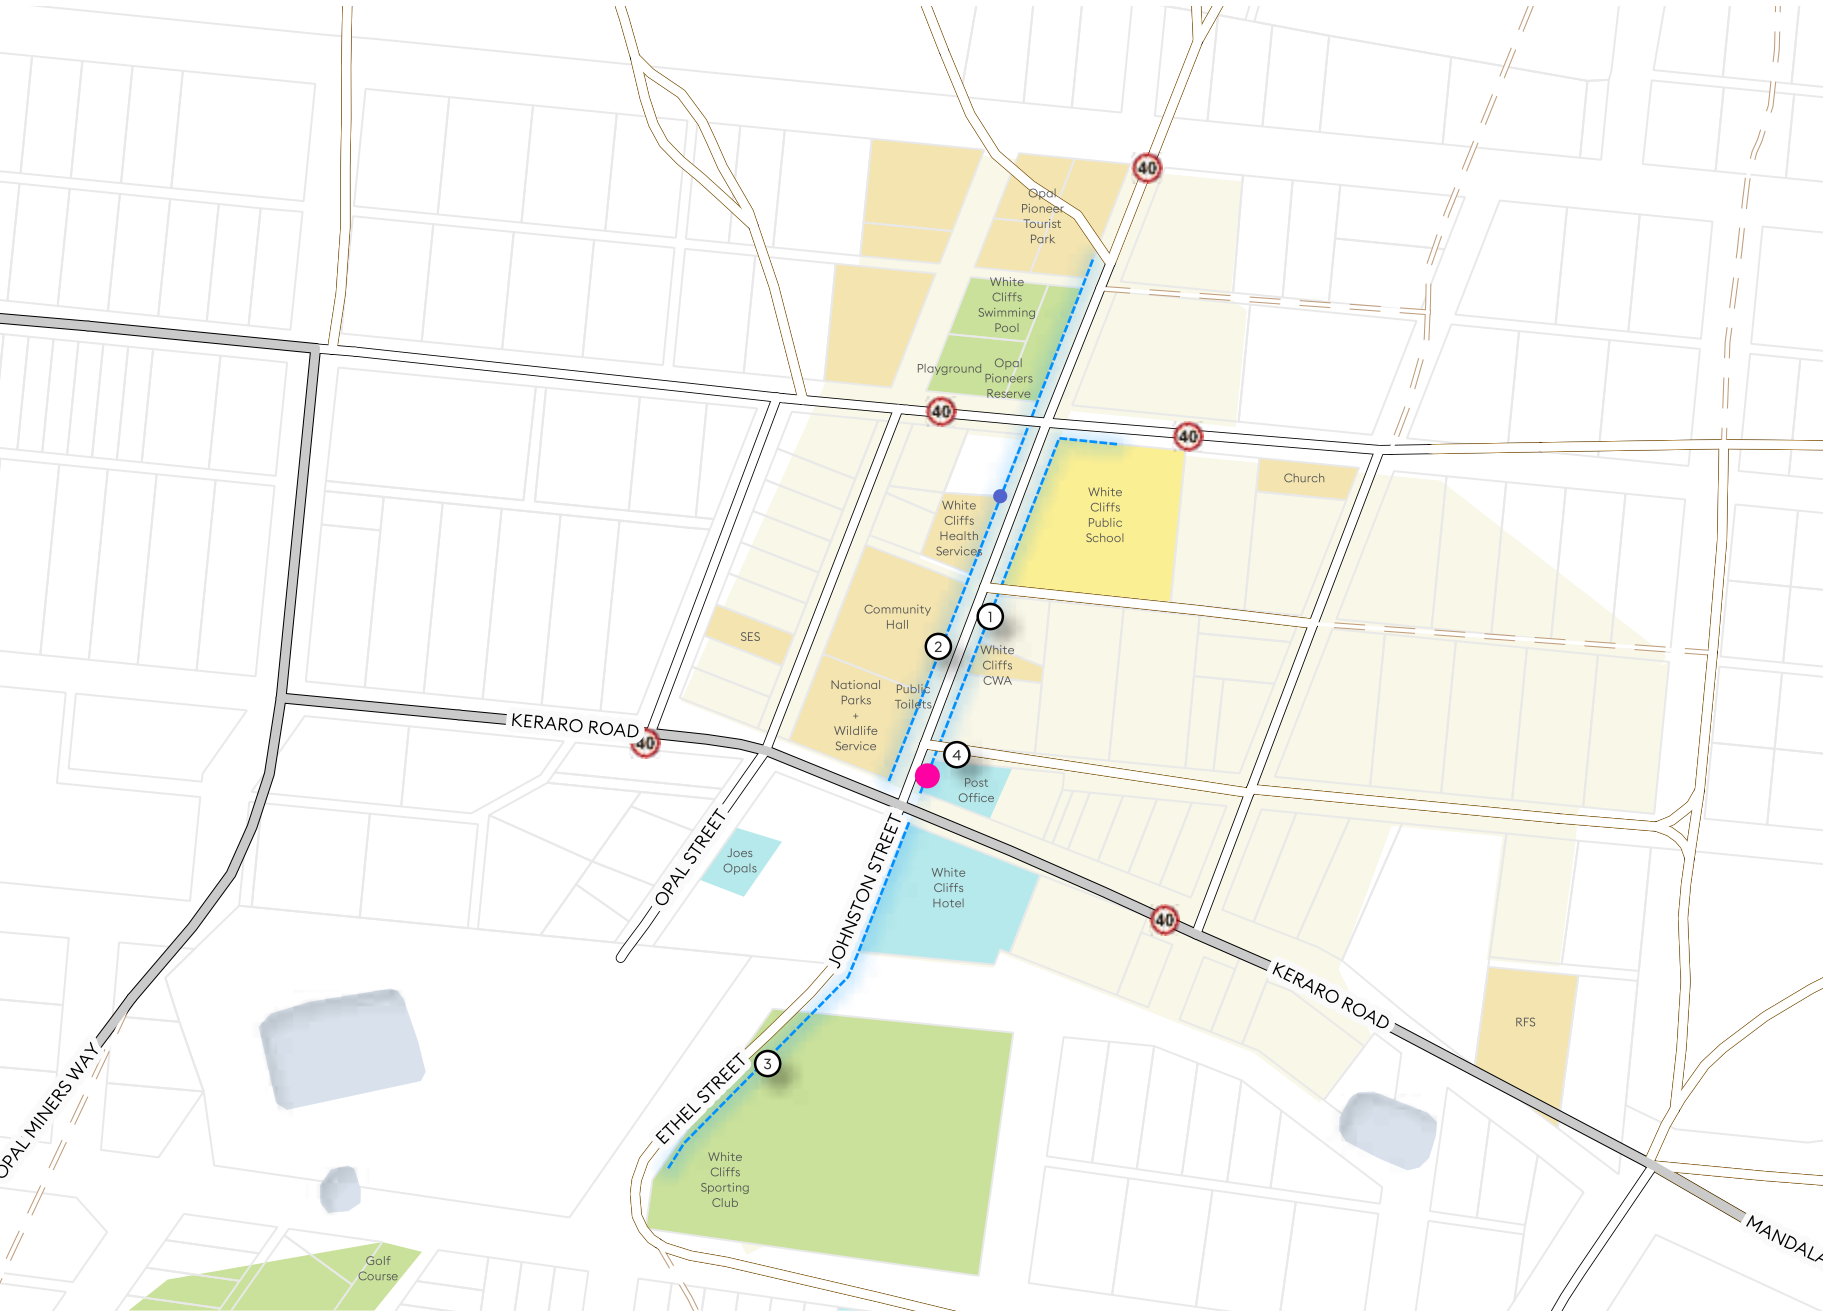 40
Opal
Pioneer
Tourist
Park
White
Cliffs
Swimming
Pool
Playground
Opal
Pioneers
Reserve
40
40
White
Cliffs
Public
School
Church
White
Cliffs
Health
Services
Community
Hall
1
2
SES
White
Cliffs
CWA
National
Parks
+
Wildlife
Service
Public
Toilets
KERARO ROAD
40
4
Post
Office
Joes
Opals
OPAL STREET
JOHNSTON STREET
White
Cliffs
Hotel
40
KERARO ROAD
RFS
OPAL MINERS WAY
ETHEL STREET
3
White
Cliffs
Sporting
Club
Golf
Course
MANDALA